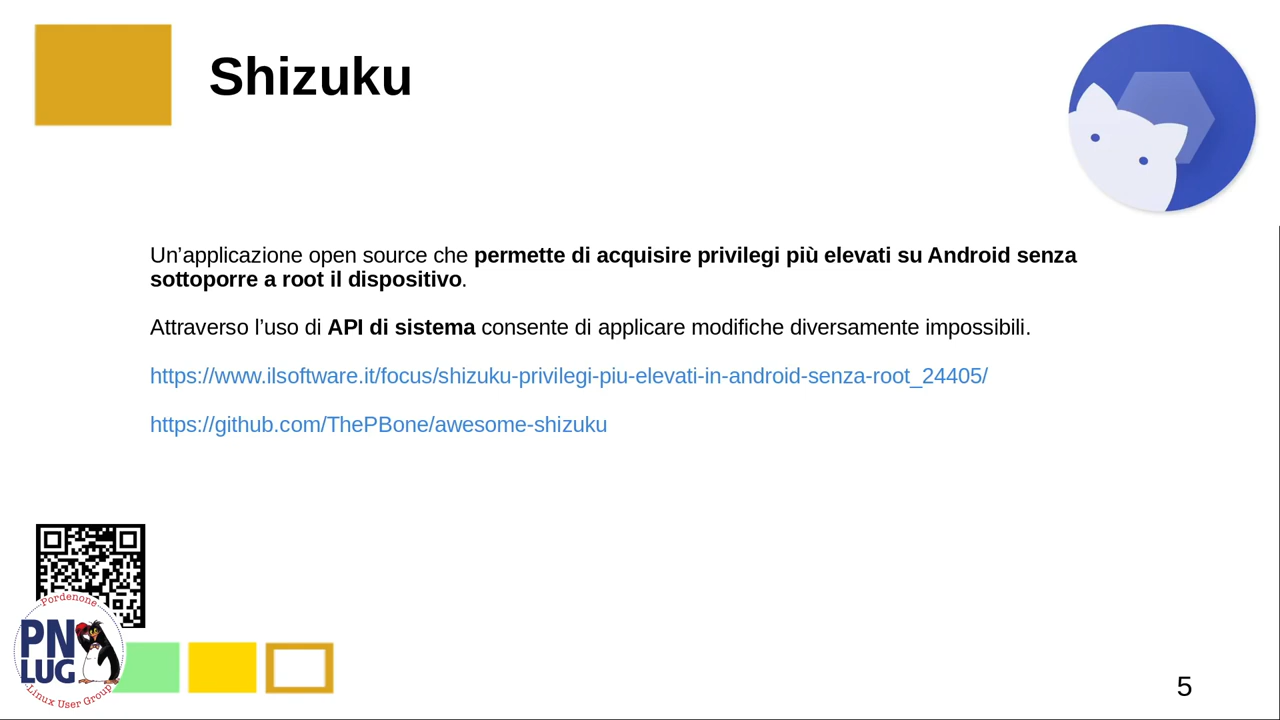 Shizuku
Un’applicazione open source che permette di acquisire privilegi più elevati su Android senza
sottoporre a root il dispositivo.
Attraverso l’uso di API di sistema consente di applicare modifiche diversamente impossibili.
https://www.ilsoftware.it/focus/shizuku-privilegi-piu-elevati-in-android-senza-root_24405/
https://github.com/ThePBone/awesome-shizuku
Pordenone
PN
LUG
Linux User Group
5